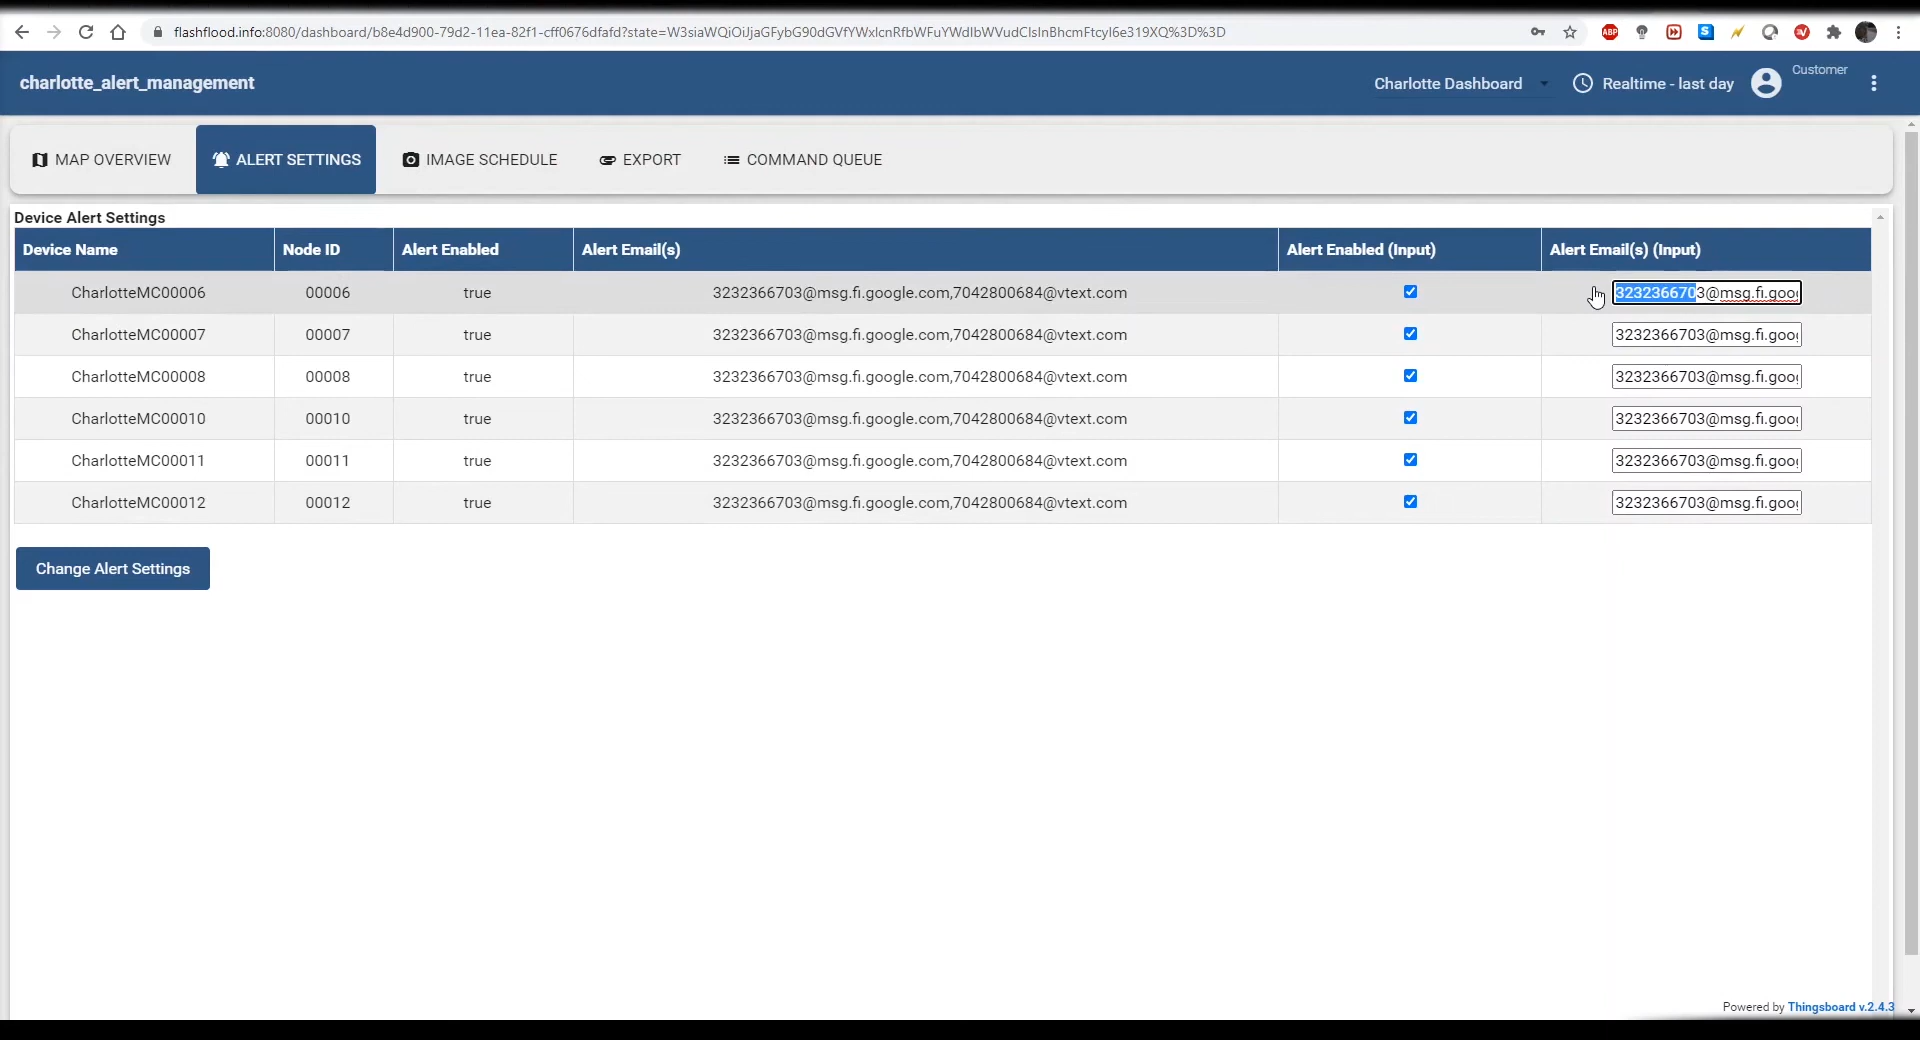 flashflood.info:8080/dashboard/b8e4d900-79d2-11ea-82f1-cff0676dfafd?state=W3siaWQiOiJjaGFybG90dGVfYWxlcnRfbWFuYWdlbWVudCIsInBhcmFtcyI6e319XQ%3D%3D
charlotte_alert_management
Charlotte Dashboard
Realtime - last day
Customer
MAP OVERVIEW
ALERT SETTINGS
IMAGE SCHEDULE
EXPORT
COMMAND QUEUE
Device Alert Settings
Device Name Node ID Alert Enabled Alert Email(s) Alert Enabled (Input) Alert Email(s) (Input)
CharlotteMC00006 00006 true 3232366703@msg.fi.google.com,7042800684@vtext.com 3232366703@msg.fi.goog
CharlotteMC00007 00007 true 3232366703@msg.fi.google.com,7042800684@vtext.com 3232366703@msg.fi.goog
CharlotteMC00008 00008 true 3232366703@msg.fi.google.com,7042800684@vtext.com 3232366703@msg.fi.goog
CharlotteMC00010 00010 true 3232366703@msg.fi.google.com,7042800684@vtext.com 3232366703@msg.fi.goog
CharlotteMC00011 00011 true 3232366703@msg.fi.google.com,7042800684@vtext.com 3232366703@msg.fi.goog
CharlotteMC00012 00012 true 3232366703@msg.fi.google.com,7042800684@vtext.com 3232366703@msg.fi.goog
Change Alert Settings
Powered by Thingsboard v.2.4.3